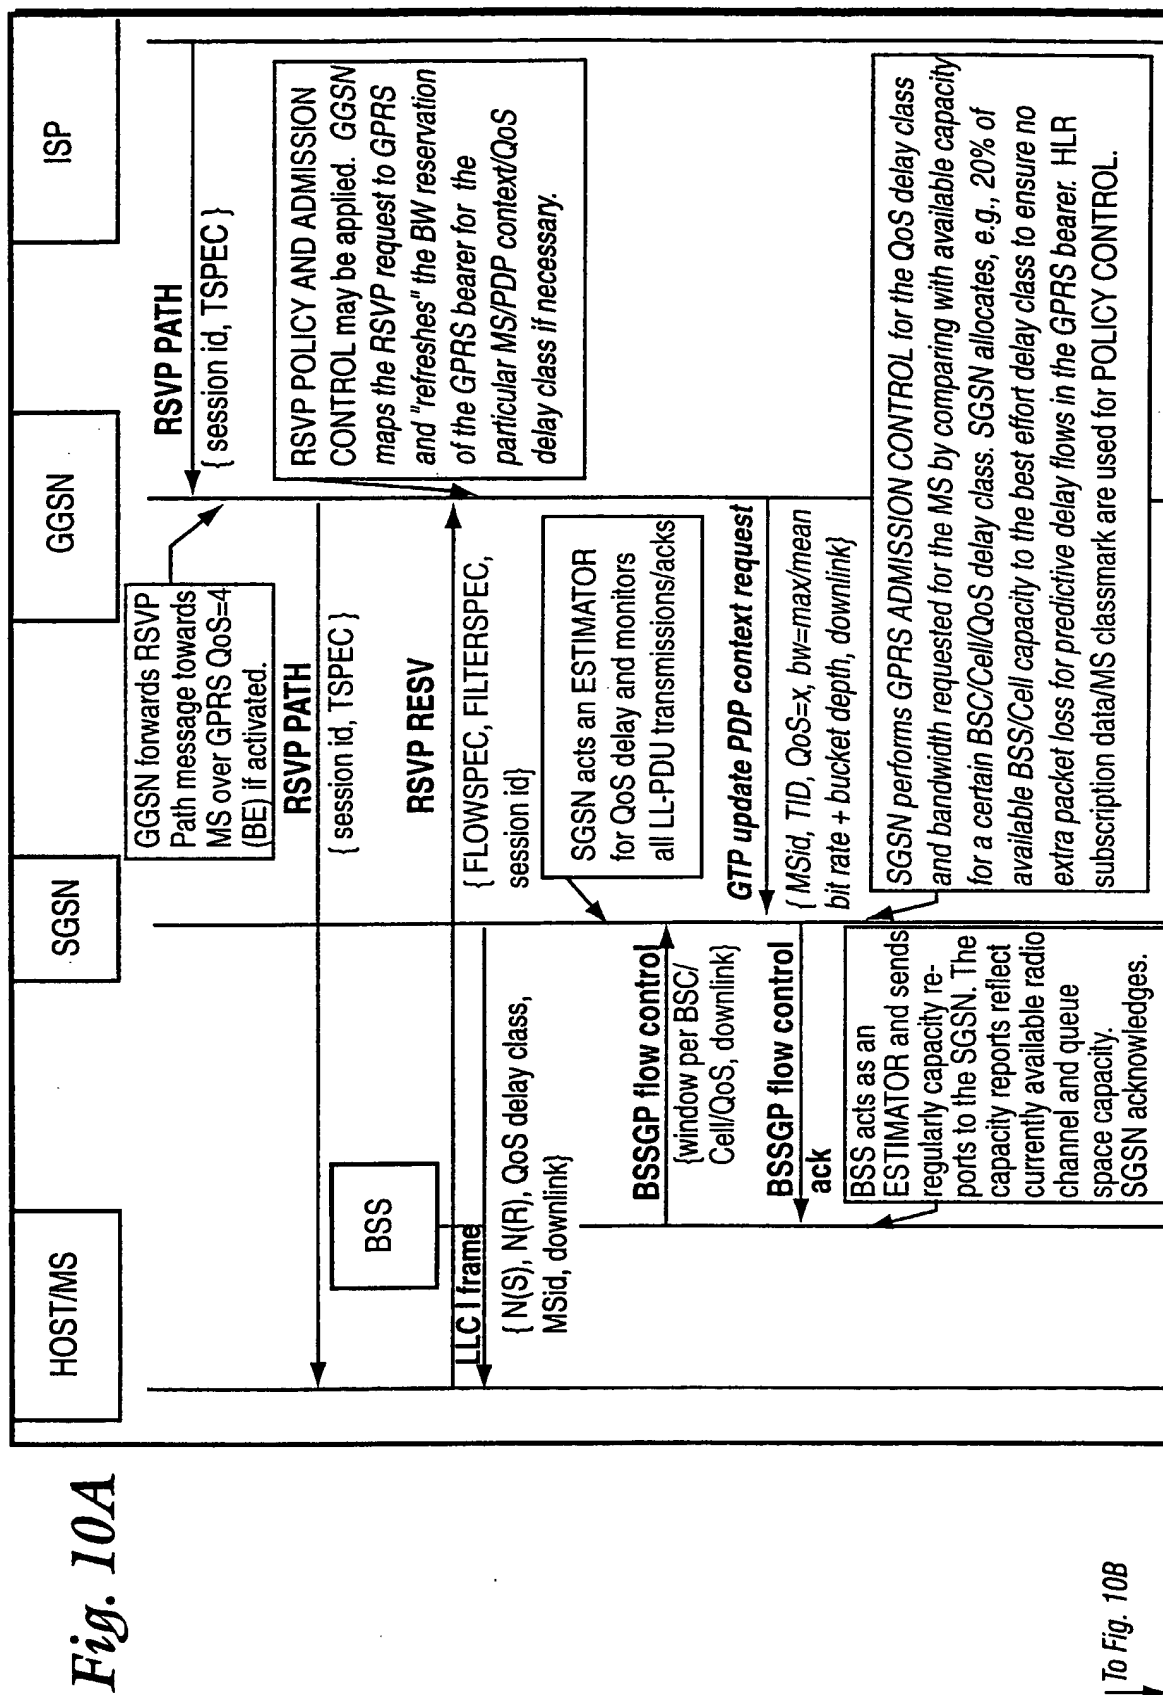 Fig. 10A
HOST/MS
SGSN
GGSN
ISP
RSVP PATH
{ session id, TSPEC }
GGSN forwards RSVP
Path message towards
MS over GPRS QoS=4
(BE) if activated.
RSVP PATH
{ session id, TSPEC }
RSVP POLICY AND ADMISSION
CONTROL may be applied. GGSN
maps the RSVP request to GPRS
and "refreshes" the BW reservation
of the GPRS bearer for the
particular MS/PDP context/QoS
delay class if necessary.
BSS
RSVP RESV
{ FLOWSPEC, FILTERSPEC,
session id}
LLC I frame
{ N(S), N(R), QoS delay class,
MSid, downlink}
SGSN acts an ESTIMATOR
for QoS delay and monitors
all LL-PDU transmissions/acks
BSSGP flow control
{window per BSC/
Cell/QoS, downlink}
GTP update PDP context request
{ MSid, TID, QoS=x, bw=max/mean
bit rate + bucket depth, downlink}
BSSGP flow control
ack
BSS acts as an
ESTIMATOR and sends
regularly capacity re-
ports to the SGSN. The
capacity reports reflect
currently available radio
channel and queue
space capacity.
SGSN acknowledges.
SGSN performs GPRS ADMISSION CONTROL for the QoS delay class
and bandwidth requested for the MS by comparing with available capacity
for a certain BSC/Cell/QoS delay class. SGSN allocates, e.g., 20% of
available BSS/Cell capacity to the best effort delay class to ensure no
extra packet loss for predictive delay flows in the GPRS bearer. HLR
subscription data/MS classmark are used for POLICY CONTROL.
To Fig. 10B